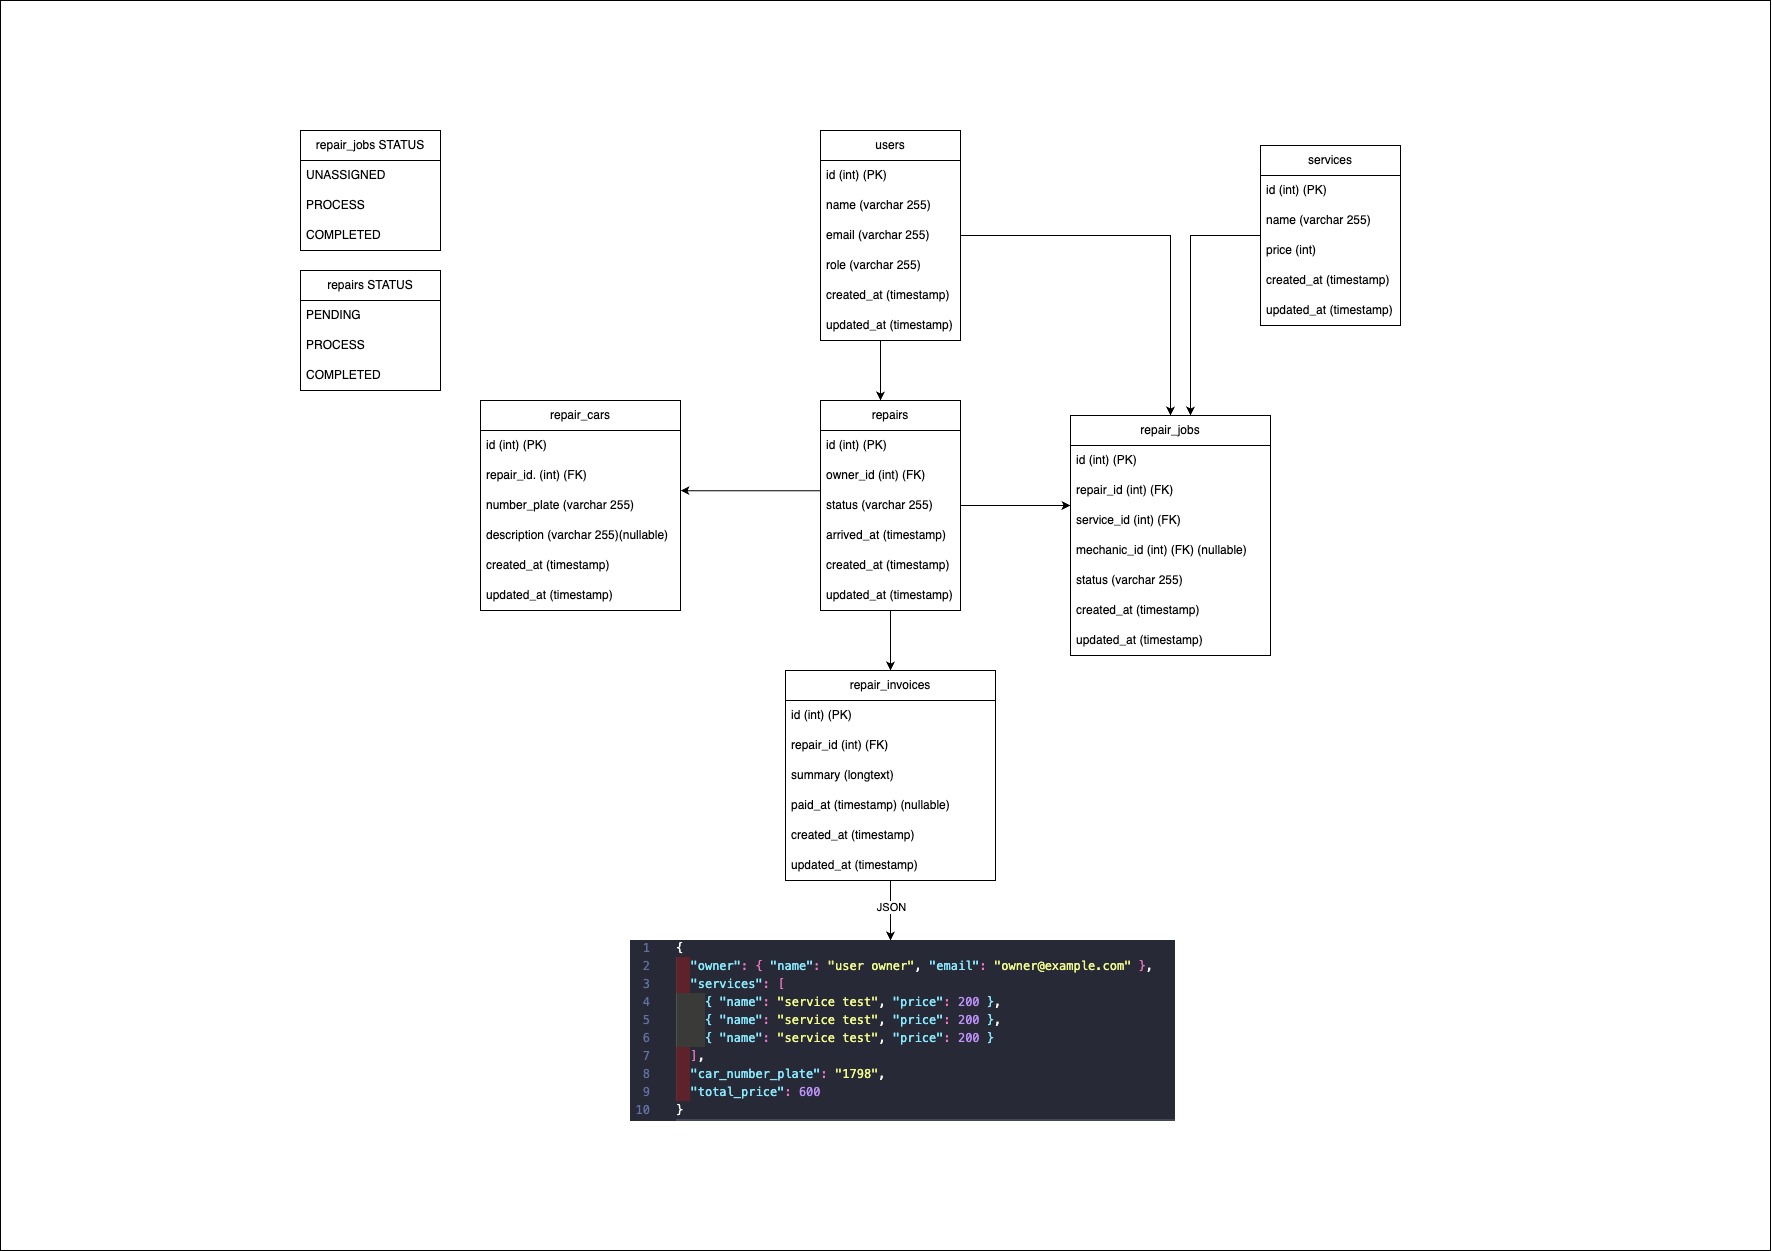 repair_jobs STATUS
UNASSIGNED
PROCESS
COMPLETED
repairs STATUS
PENDING
PROCESS
COMPLETED
users
id (int) (PK)
name (varchar 255)
email (varchar 255)
role (varchar 255)
created_at (timestamp)
updated_at (timestamp)
services
id (int) (PK)
name (varchar 255)
price (int)
created_at (timestamp)
updated_at (timestamp)
repair_cars
id (int) (PK)
repair_id. (int) (FK)
number_plate (varchar 255)
description (varchar 255)(nullable)
created_at (timestamp)
updated_at (timestamp)
repairs
id (int) (PK)
owner_id (int) (FK)
status (varchar 255)
arrived_at (timestamp)
created_at (timestamp)
updated_at (timestamp)
repair_jobs
id (int) (PK)
repair_id (int) (FK)
service_id (int) (FK)
mechanic_id (int) (FK) (nullable)
status (varchar 255)
created_at (timestamp)
updated_at (timestamp)
repair_invoices
id (int) (PK)
repair_id (int) (FK)
summary (longtext)
paid_at (timestamp) (nullable)
created_at (timestamp)
updated_at (timestamp)
JSON
1 {
2 "owner": { "name": "user owner", "email": "owner@example.com" },
3 "services": [
4 { "name": "service test", "price": 200 },
5 { "name": "service test", "price": 200 },
6 { "name": "service test", "price": 200 }
7 ],
8 "car_number_plate": "1798",
9 "total_price": 600
10 }